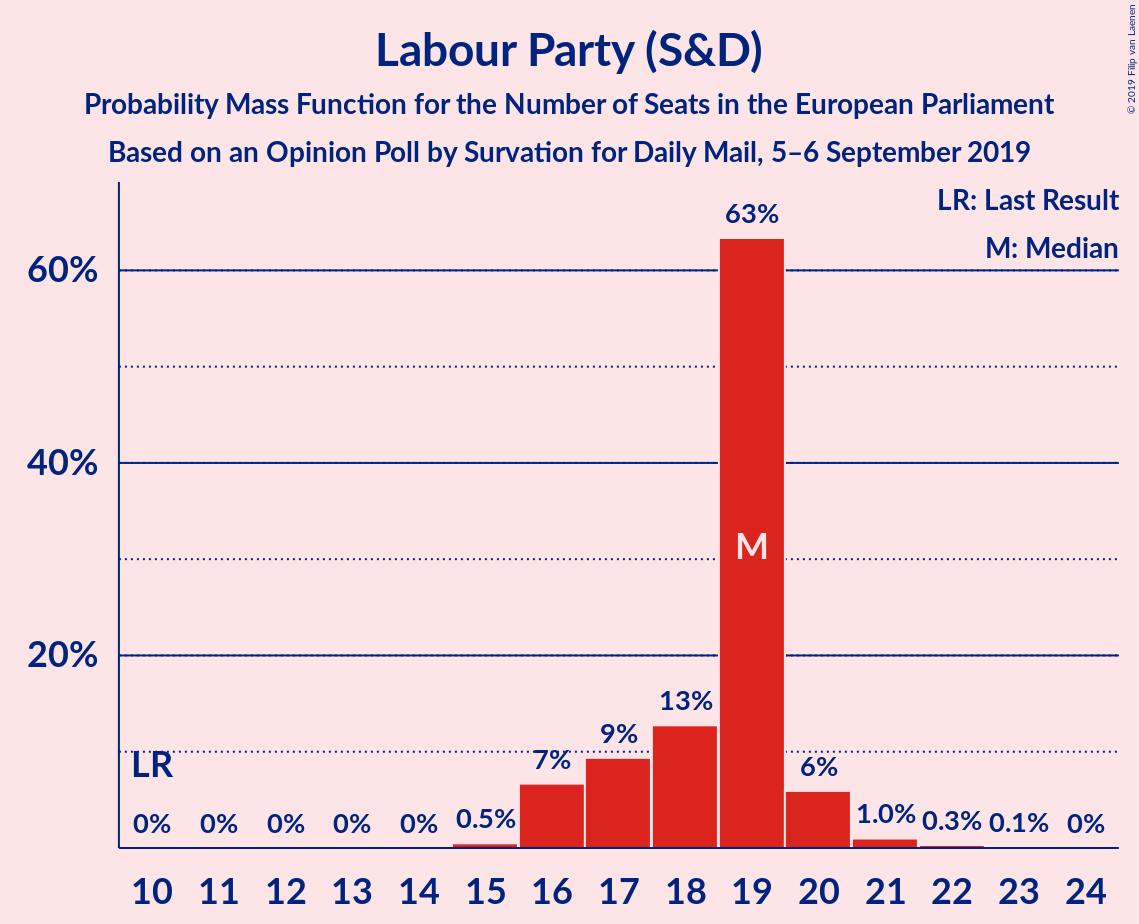 Labour Party (S&D)
Probability Mass Function for the Number of Seats in the European Parliament
Based on an Opinion Poll by Survation for Daily Mail, 5–6 September 2019
© 2019 Filip van Laenen
LR: Last Result
M: Median
60%
40%
20%
63%
M
13%
9%
7%
6%
LR
0% 0% 0% 0% 0% 0.5% 1.0% 0.3% 0.1% 0%
10 11 12 13 14 15 16 17 18 19 20 21 22 23 24